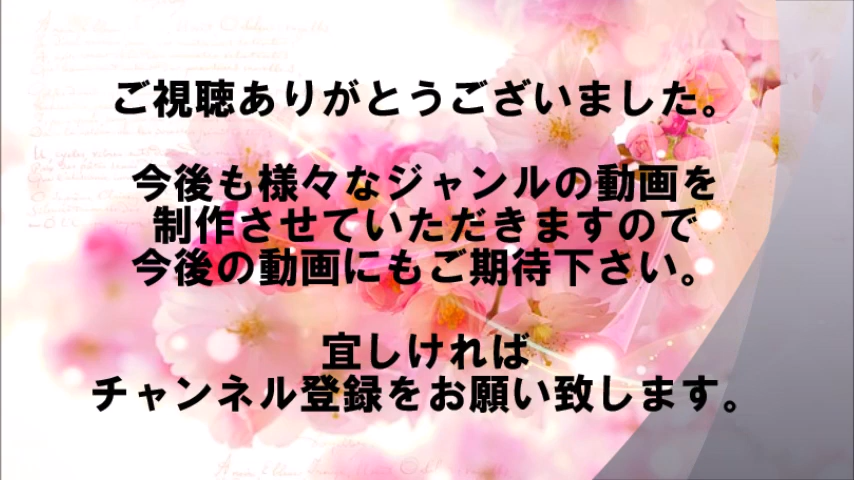 ご視聴ありがとうございました。
今後も様々なジャンルの動画を
制作させていただきますので
今後の動画にもご期待下さい。
宜しければ
チャンネル登録をお願い致します。